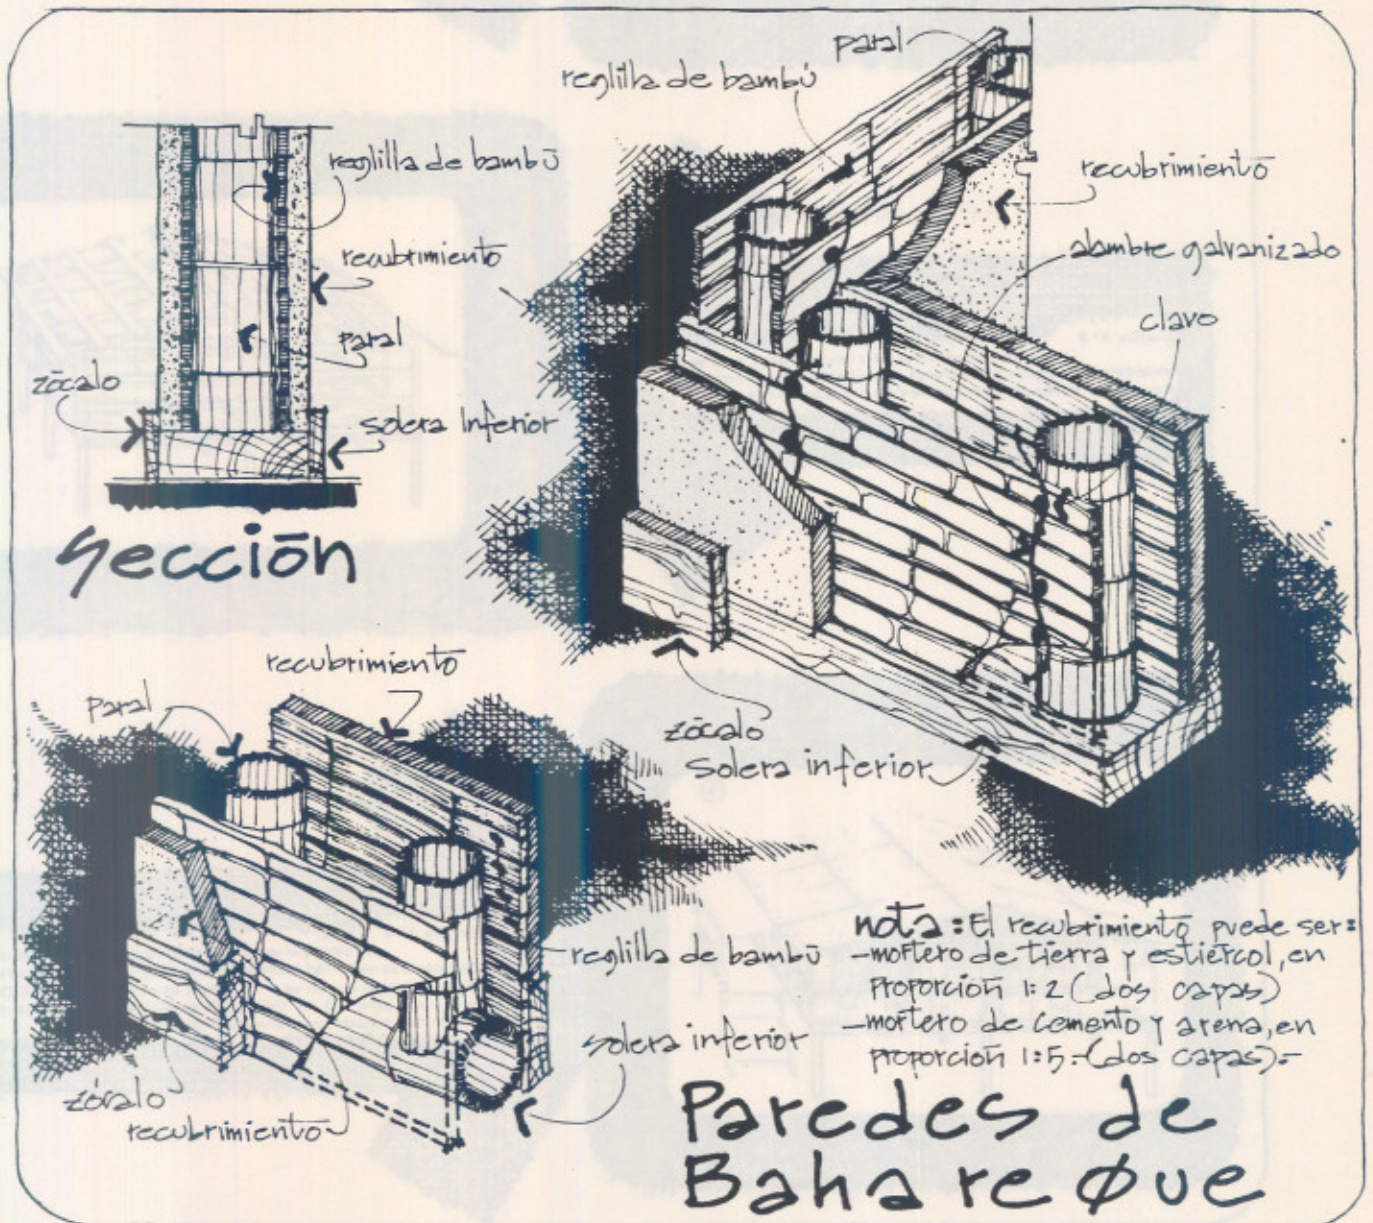 reglilla de bambú
recubrimiento
paral
zócalo
solera Inferior
sección
paral
reglilla de bambú
recubrimiento
alambre galvanizado
clavo
zócalo
Solera inferior
recubrimiento
Paral
reglilla de bambú
solera inferior
zócalo
recubrimiento
nota: El recubrimiento puede ser:
-mortero de tierra y estiércol, en
proporción 1:2 (dos capas)
-mortero de cemento y arena, en
proporción 1:5.-(dos capas).-
Paredes de
Bahareque